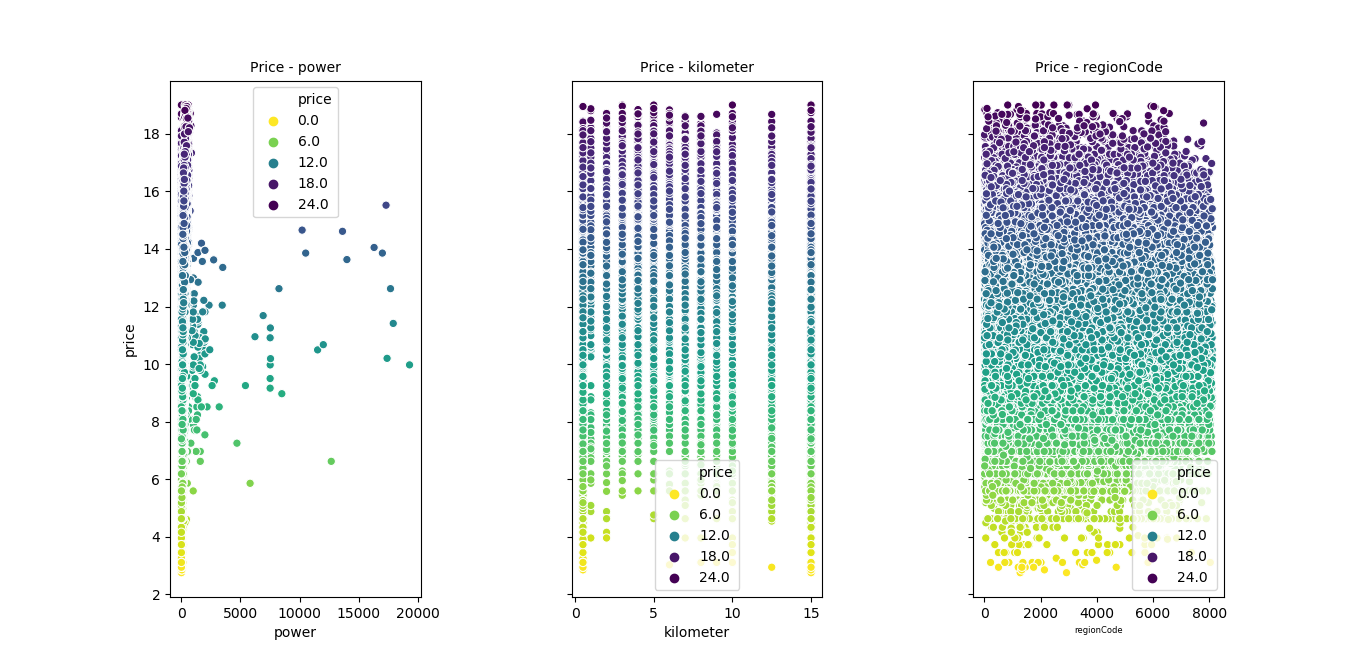 Price - power
price
0.0
6.0
12.0
18.0
24.0
18
16
14
12
10
8
6
4
2
price
0 5000 10000 15000 20000
power
Price - kilometer
price
0.0
6.0
12.0
18.0
24.0
0 5 10 15
kilometer
Price - regionCode
price
0.0
6.0
12.0
18.0
24.0
0 2000 4000 6000 8000
regionCode